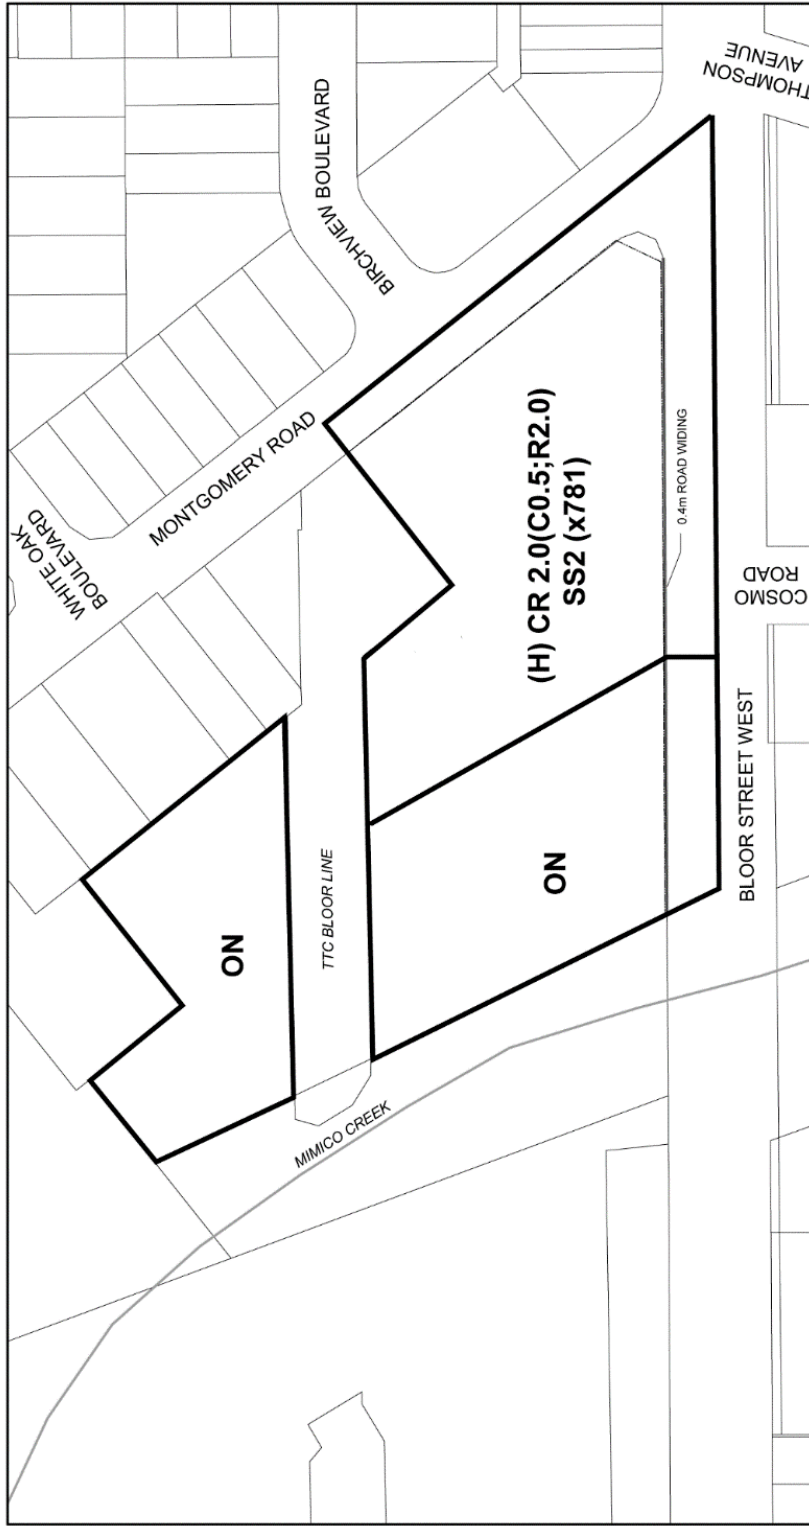 WHITE OAK
BOULEVARD
MONTGOMERY ROAD
BIRCHVIEW BOULEVARD
THOMPSON
AVENUE
ON
TTC BLOOR LINE
(H) CR 2.0(C0.5;R2.0)
SS2 (x781)
0.4m ROAD WIDING
ON
MIMICO CREEK
BLOOR STREET WEST
COSMO
ROAD